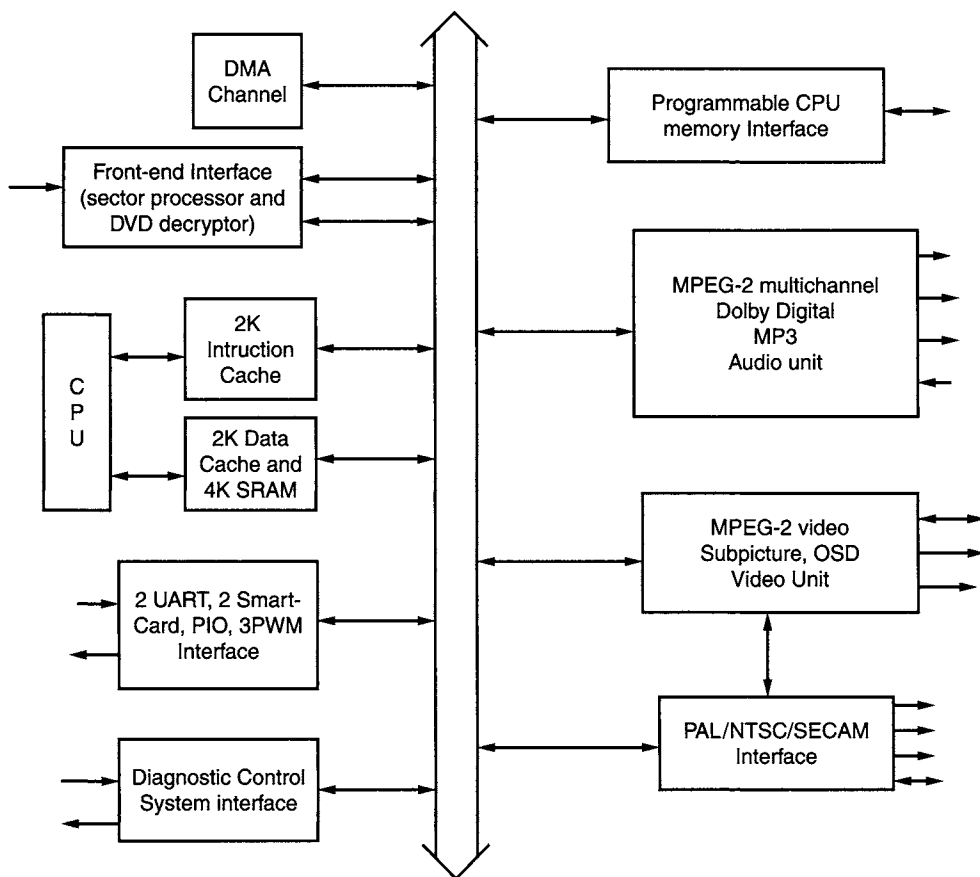 DMA
Channel
Front-end Interface
(sector processor and
DVD decryptor)
2K
Intruction
Cache
C
P
U
2K Data
Cache and
4K SRAM
2 UART, 2 Smart-
Card, PIO, 3PWM
Interface
Diagnostic Control
System interface
Programmable CPU
memory Interface
MPEG-2 multichannel
Dolby Digital
MP3
Audio unit
MPEG-2 video
Subpicture, OSD
Video Unit
PAL/NTSC/SECAM
Interface